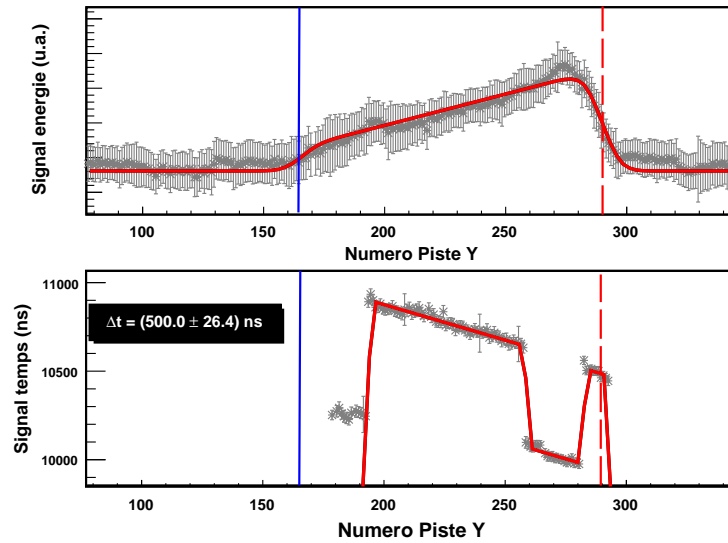 Signal energie (u.a.)
100 150 200 250 300
Numero Piste Y
Signal temps (ns)
11000
10500
10000
Δt = (500.0 ± 26.4) ns
100 150 200 250 300
Numero Piste Y